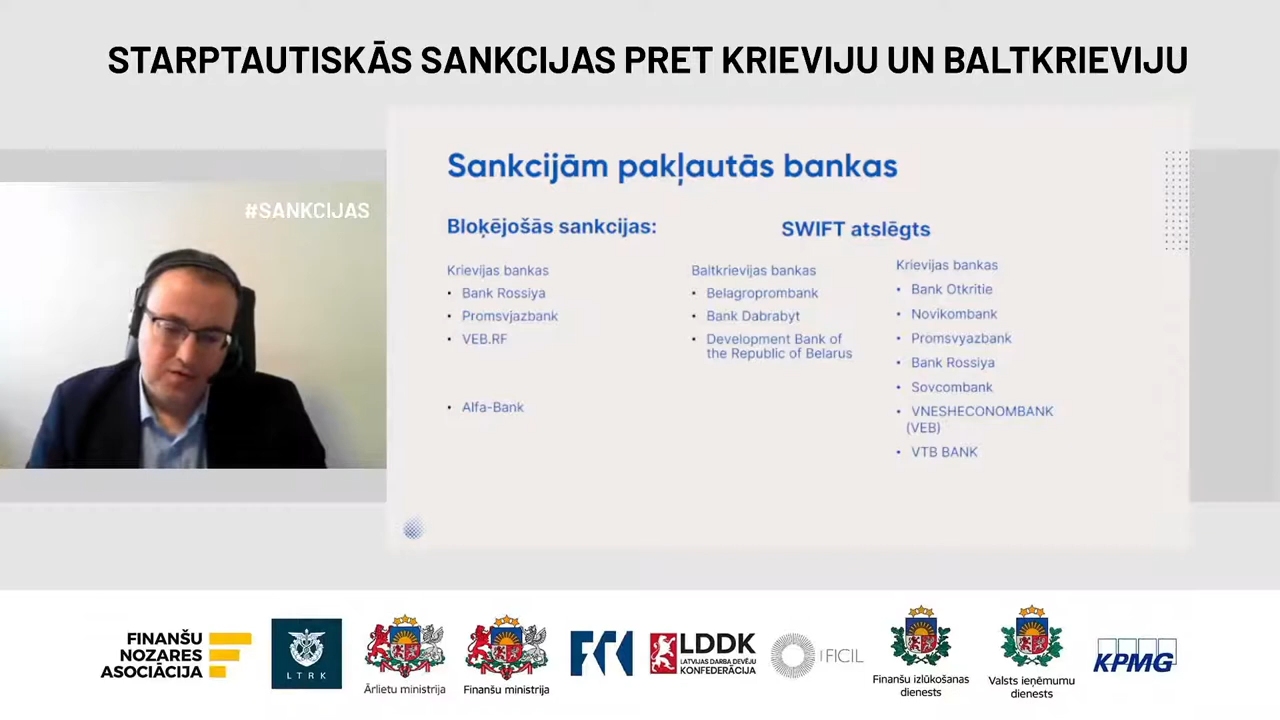 STARPTAUTISKĀS SANKCIJAS PRET KRIEVIJU UN BALTKRIEVIJU
#SANKCIJAS
Sankcijām pakļautās bankas
Bloķējošās sankcijas:
Krievijas bankas
• Bank Rossiya
• Promsvjazbank
• VEB.RF
• Alfa-Bank
SWIFT atslēgts
Baltkrievijas bankas
• Belagroprombank
• Bank Dabrabyt
• Development Bank of
the Republic of Belarus
Krievijas bankas
• Bank Otkritie
• Novikombank
• Promsvyazbank
• Bank Rossiya
• Sovcombank
• VNESHECONOMBANK
(VEB)
• VTB BANK
FINANŠU
NOZARES
ASOCIĀCIJA
LTRK
Ārlietu ministrija
Finanšu ministrija
LDDK
LATVIJAS DARBA DEVĒJU
KONFEDERĀCIJA
FICIL
Finanšu izlūkošanas
dienests
Valsts ieņēmumu
dienests
KPMG